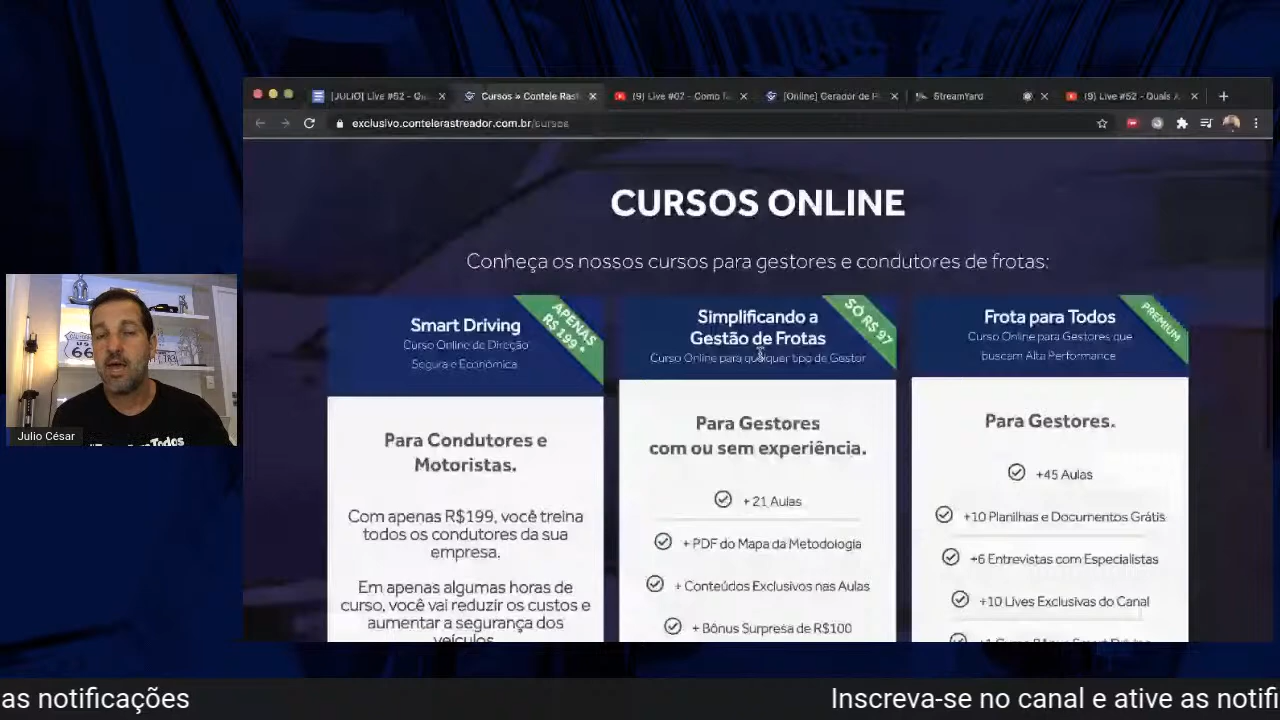 [JULIO] Live #52 - Qu
Cursos » Contele Rast
(9) Live #07 - Como
[Online] Gerador de P
StreamYard
(9) Live #52 - Quais
exclusivo.contelerastreador.com.br/cursos
CURSOS ONLINE
Conheça os nossos cursos para gestores e condutores de frotas:
Smart Driving
Curso Online de Direção
Segura e Econômica
APENAS
R$ 199
Para Condutores e
Motoristas.
Com apenas R$199, você treina
todos os condutores da sua
empresa.
Em apenas algumas horas de
curso, você vai reduzir os custos e
aumentar a segurança dos
veículos
Simplificando a
Gestão de Frotas
Curso Online para qualquer tipo de Gestor
SÓ R$ 97
Para Gestores
com ou sem experiência.
+ 21 Aulas
+ PDF do Mapa da Metodologia
+ Conteúdos Exclusivos nas Aulas
+ Bônus Surpresa de R$100
Frota para Todos
Curso Online para Gestores que
buscam Alta Performance
PREMIUM
Para Gestores.
+45 Aulas
+10 Planilhas e Documentos Grátis
+6 Entrevistas com Especialistas
+10 Lives Exclusivas do Canal
66
Julio César
as notificações
Inscreva-se no canal e ative as notifi